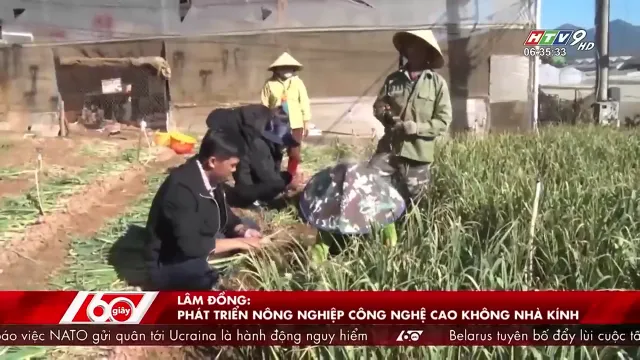 HTV9 HD
06:35:33
60 giây
LÂM ĐỒNG:
PHÁT TRIỂN NÔNG NGHIỆP CÔNG NGHỆ CAO KHÔNG NHÀ KÍNH
báo việc NATO gửi quân tới Ucraina là hành động nguy hiểm 60 Belarus tuyên bố đẩy lùi cuộc tấ